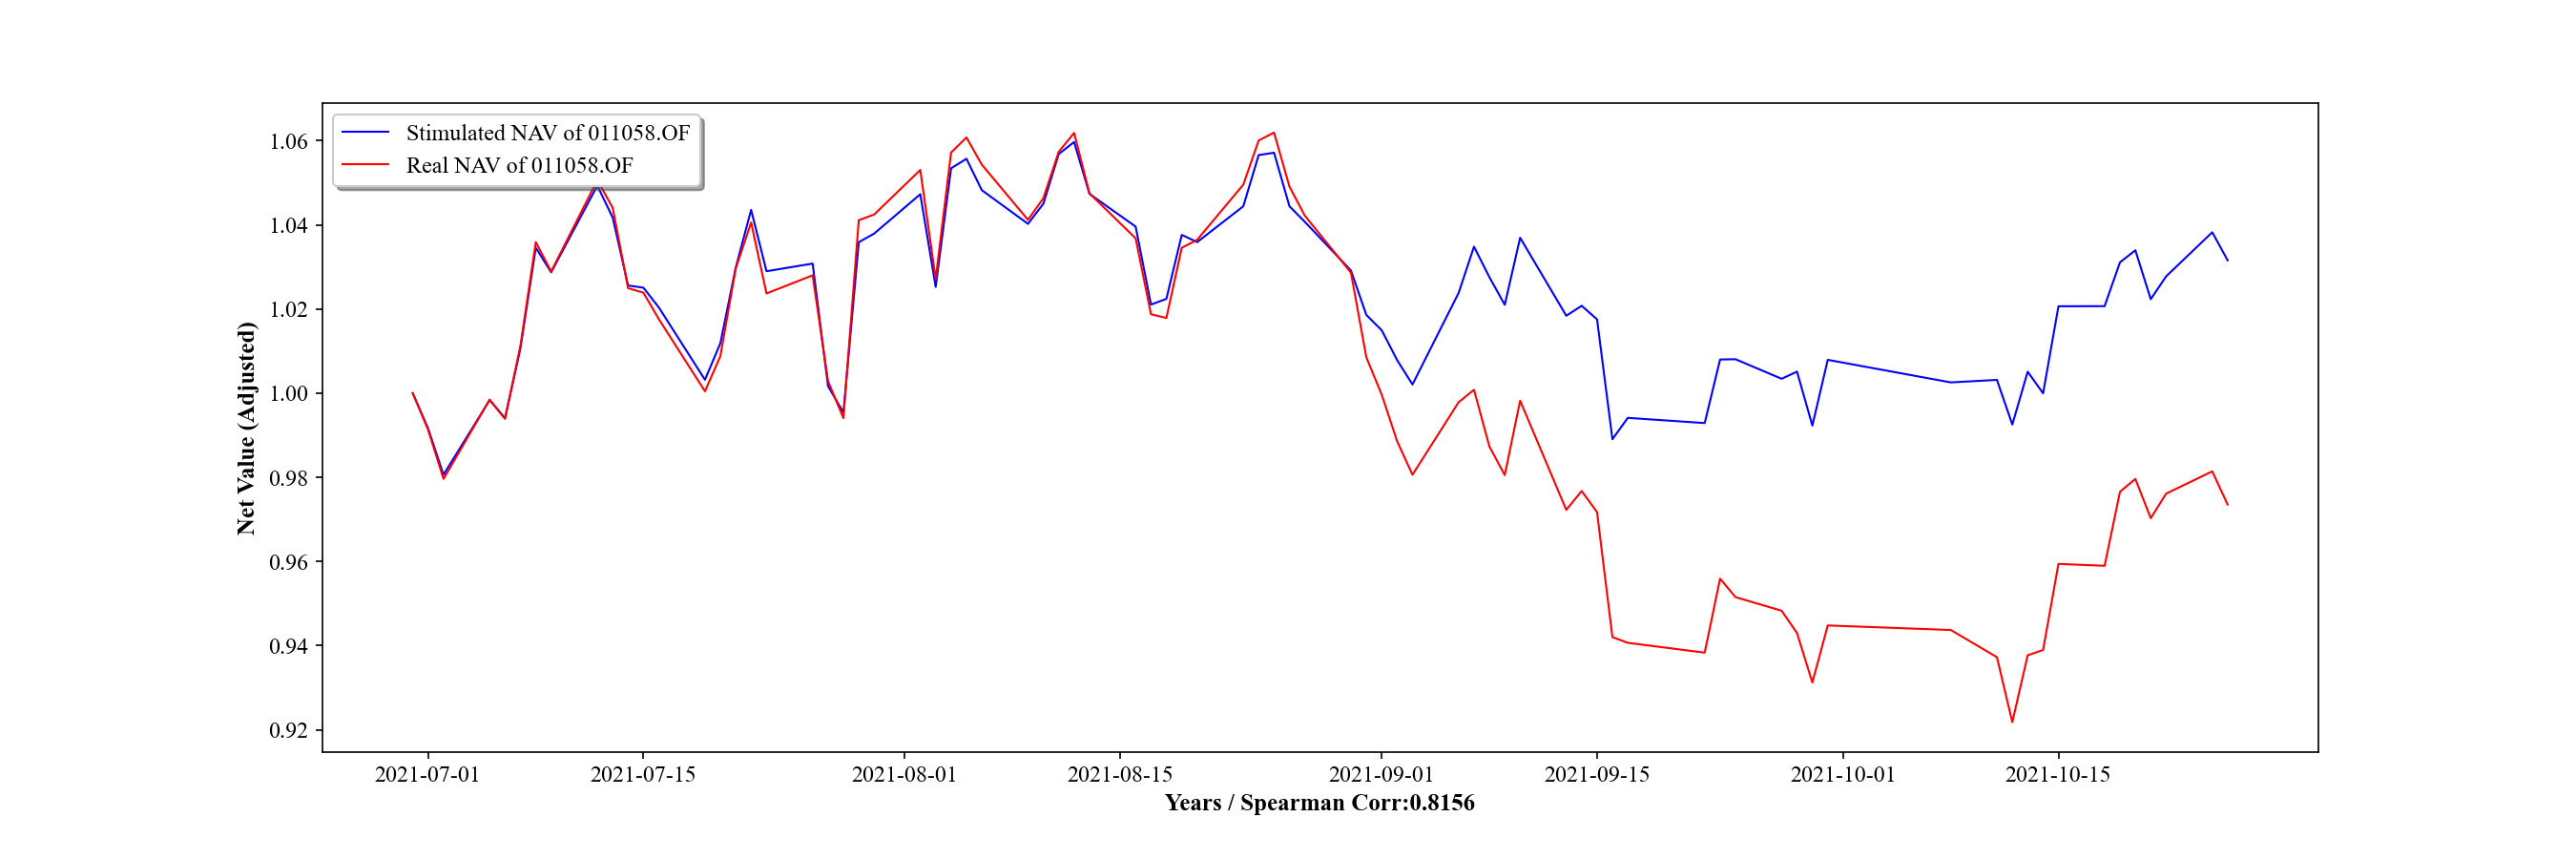 Stimulated NAV of 011058.OF
Real NAV of 011058.OF
1.06
1.04
1.02
1.00
0.98
0.96
0.94
0.92
Net Value (Adjusted)
2021-07-01 2021-07-15 2021-08-01 2021-08-15 2021-09-01 2021-09-15 2021-10-01 2021-10-15
Years / Spearman Corr:0.8156